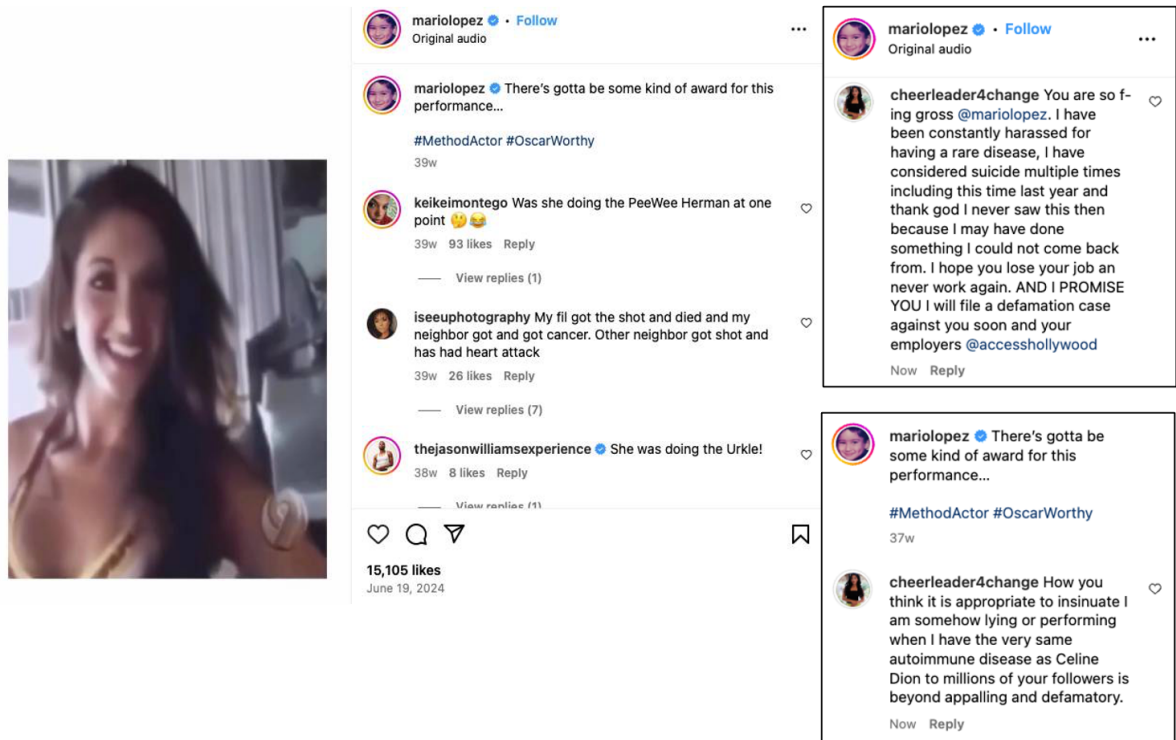 mariolopez • Follow
Original audio
mariolopez There's gotta be some kind of award for this
performance...
#MethodActor #OscarWorthy
39w
keikeimontego Was she doing the PeeWee Herman at one
point 🤔😂
39w 93 likes Reply
View replies (1)
iseeuphotography My fil got the shot and died and my
neighbor got and got cancer. Other neighbor got shot and
has had heart attack
39w 26 likes Reply
View replies (7)
thejasonwilliamsexperience She was doing the Urkle!
38w 8 likes Reply
View replies (1)
15,105 likes
June 19, 2024
mariolopez • Follow
Original audio
cheerleader4change You are so f-
ing gross @mariolopez. I have
been constantly harassed for
having a rare disease, I have
considered suicide multiple times
including this time last year and
thank god I never saw this then
because I may have done
something I could not come back
from. I hope you lose your job an
never work again. AND I PROMISE
YOU I will file a defamation case
against you soon and your
employers @accesshollywood
Now Reply
mariolopez There's gotta be
some kind of award for this
performance...
#MethodActor #OscarWorthy
37w
cheerleader4change How you
think it is appropriate to insinuate I
am somehow lying or performing
when I have the very same
autoimmune disease as Celine
Dion to millions of your followers is
beyond appalling and defamatory.
Now Reply